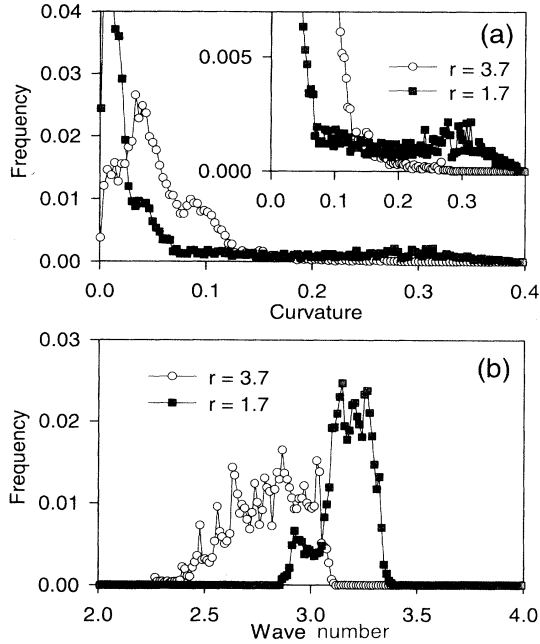 (a)
0.04
0.03
0.02
0.01
0.00
Frequency
0.005
0.000
r = 3.7
r = 1.7
0.0 0.1 0.2 0.3
0.0 0.1 0.2 0.3 0.4
Curvature
(b)
0.03
0.02
0.01
0.00
Frequency
r = 3.7
r = 1.7
2.0 2.5 3.0 3.5 4.0
Wave number